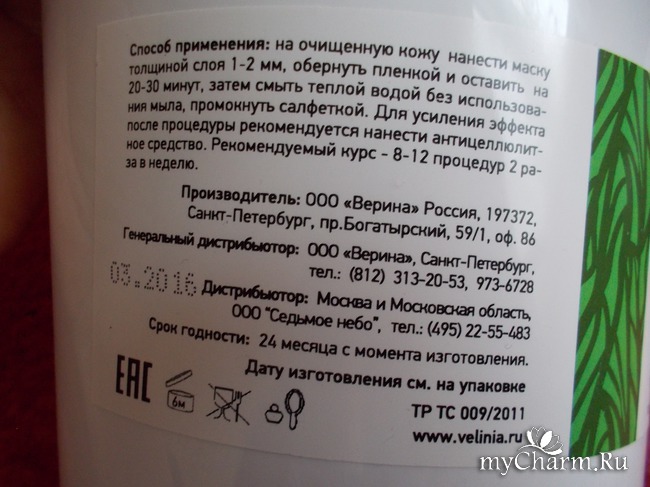 Способ применения: на очищенную кожу нанести маску
толщиной слоя 1-2 мм, обернуть пленкой и оставить на
20-30 минут, затем смыть теплой водой без использова-
ния мыла, промокнуть салфеткой. Для усиления эффекта
после процедуры рекомендуется нанести антицеллюлит-
ное средство. Рекомендуемый курс - 8-12 процедур 2 ра-
за в неделю.
Производитель: ООО «Верина» Россия, 197372,
Санкт-Петербург, пр.Богатырский, 59/1, оф. 86
Генеральный дистрибьютор: ООО «Верина», Санкт-Петербург,
тел.: (812) 313-20-53, 973-6728
03.2016
Дистрибьютор: Москва и Московская область,
ООО "Седьмое небо", тел.: (495) 22-55-483
Срок годности: 24 месяца с момента изготовления.
Дату изготовления см. на упаковке
ЕАС
6м
ТР ТС 009/2011
www.velinia.ru
myCharm.Ru